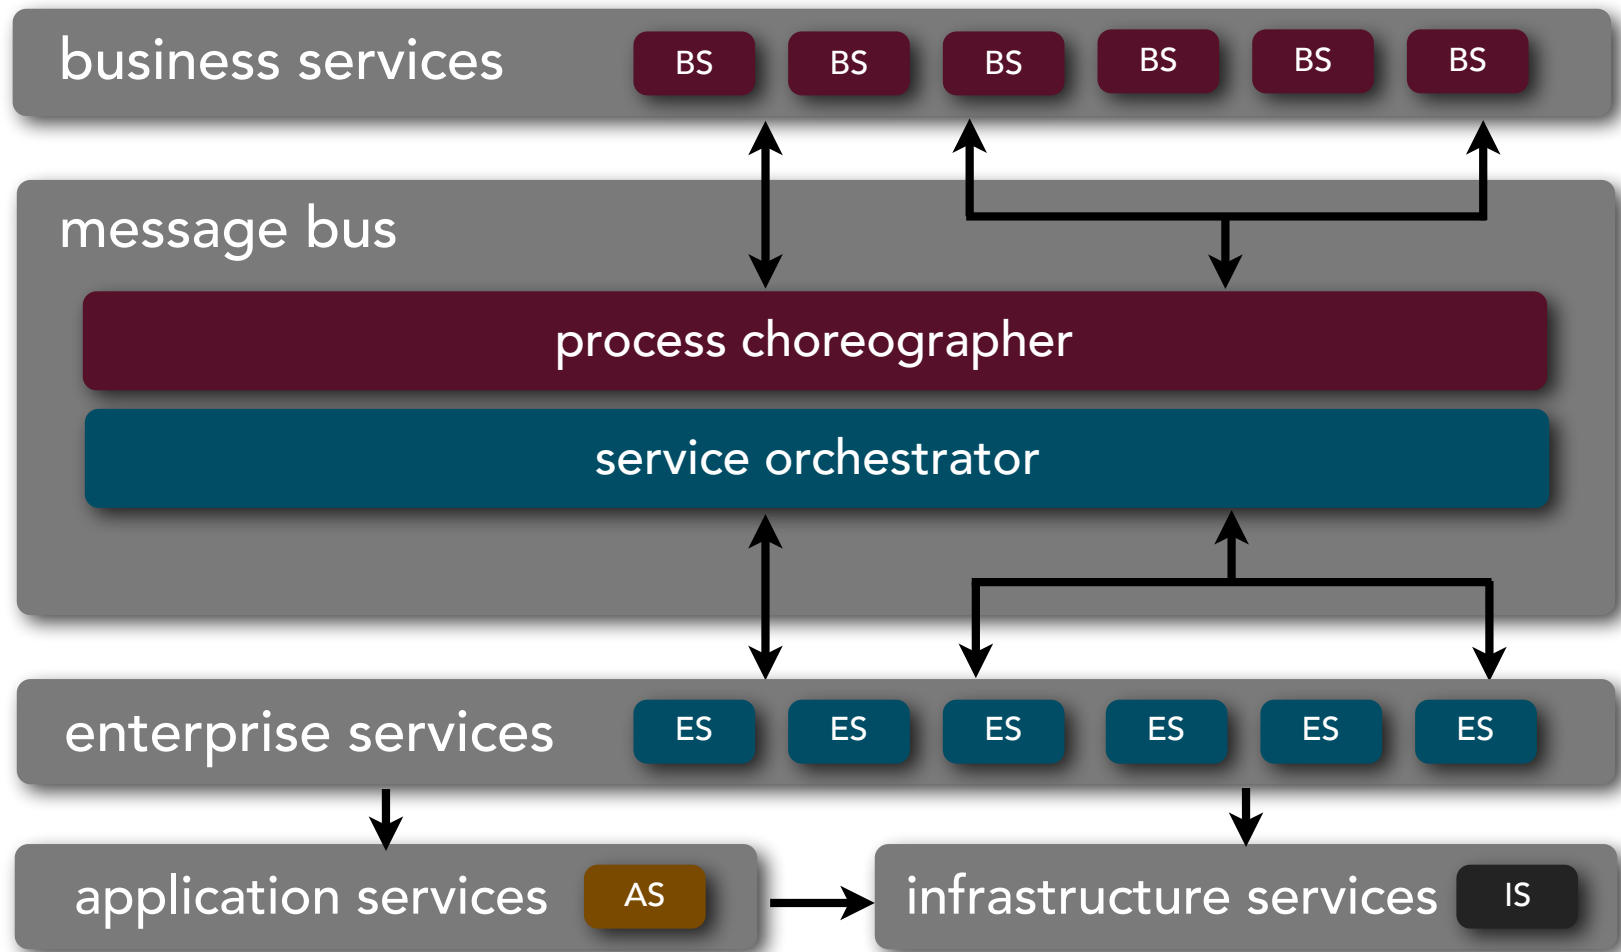 business services BS BS BS BS BS BS
message bus
process choreographer
service orchestrator
enterprise services ES ES ES ES ES ES
application services AS infrastructure services IS